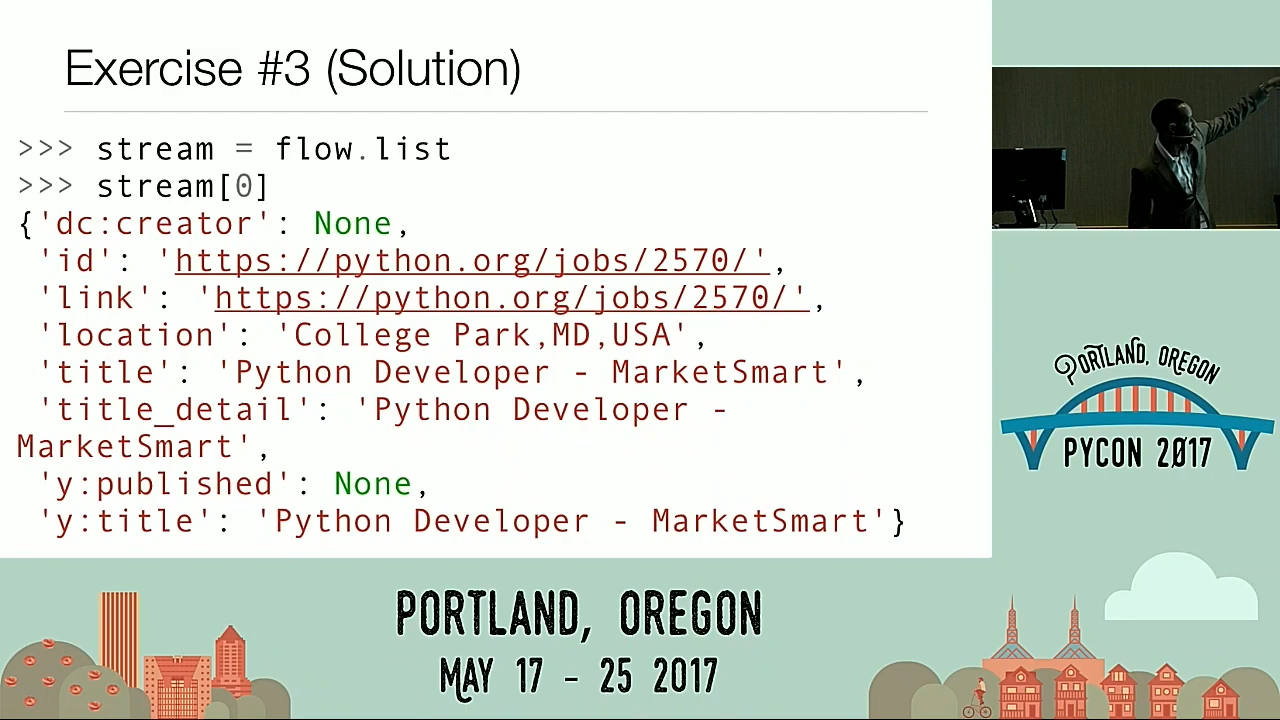 Exercise #3 (Solution)
>>> stream = flow.list
>>> stream[0]
{'dc:creator': None,
'id': 'https://python.org/jobs/2570/',
'link': 'https://python.org/jobs/2570/',
'location': 'College Park,MD,USA',
'title': 'Python Developer - MarketSmart',
'title_detail': 'Python Developer -
MarketSmart',
'y:published': None,
'y:title': 'Python Developer - MarketSmart'}
PORTLAND, OREGON
PYCON 2017
PORTLAND, OREGON
MAY 17 - 25 2017